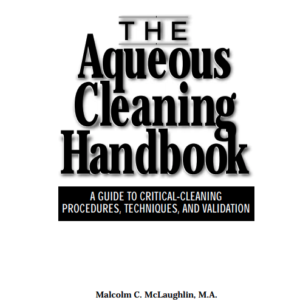 THE
Aqueous
Cleaning
Handbook
A GUIDE TO CRITICAL-CLEANING
PROCEDURES, TECHNIQUES, AND VALIDATION
Malcolm C. McLaughlin, M.A.